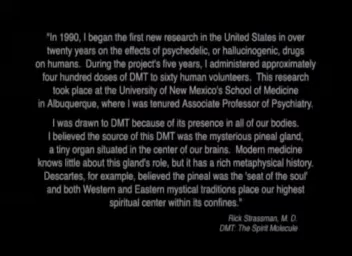 "In 1990, I began the first new research in the United States in over
twenty years on the effects of psychedelic, or hallucinogenic, drugs
on humans. During the project's five years, I administered approximately
four hundred doses of DMT to sixty human volunteers. This research
took place at the University of New Mexico's School of Medicine
in Albuquerque, where I was tenured Associate Professor of Psychiatry.
I was drawn to DMT because of its presence in all of our bodies.
I believed the source of this DMT was the mysterious pineal gland,
a tiny organ situated in the center of our brains. Modern medicine
knows little about this gland's role, but it has a rich metaphysical history.
Descartes, for example, believed the pineal was the 'seat of the soul'
and both Western and Eastern mystical traditions place our highest
spiritual center within its confines."
Rick Strassman, M. D.
DMT: The Spirit Molecule